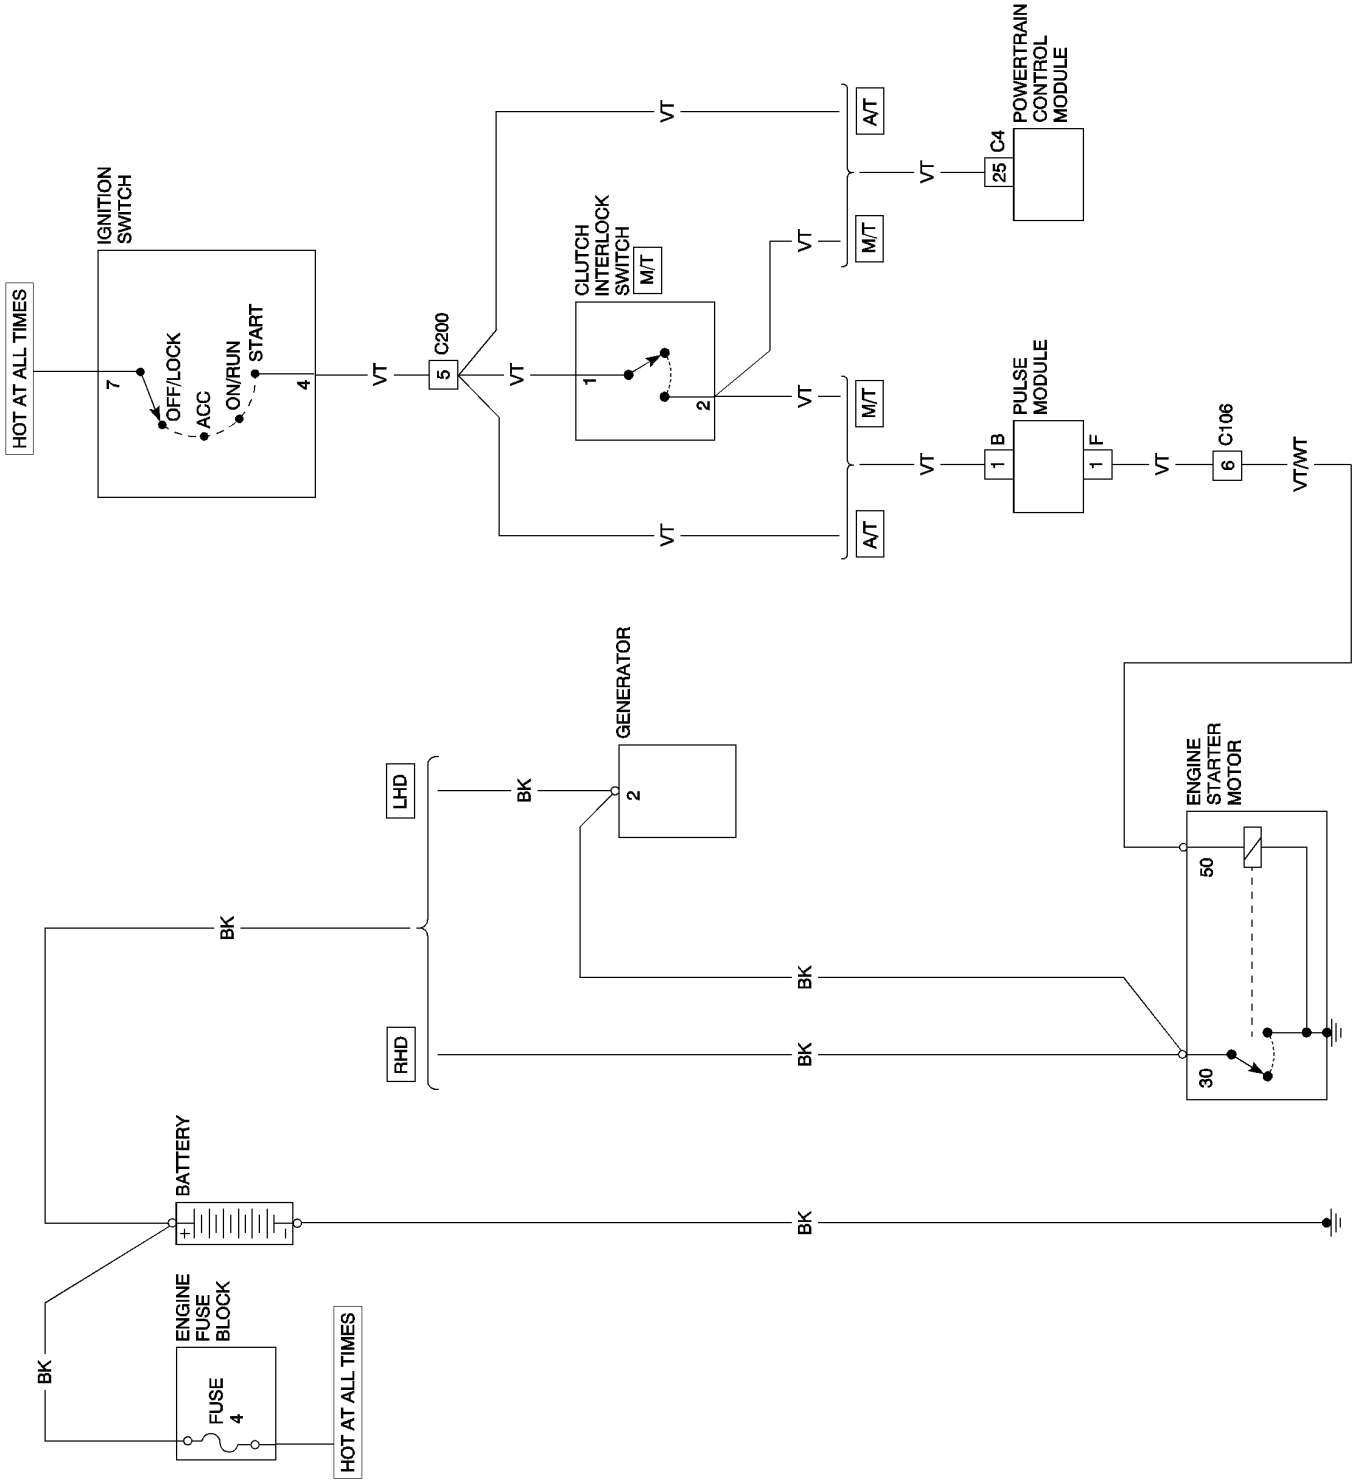 HOT AT ALL TIMES
BK
FUSE
4
ENGINE
FUSE
BLOCK
+
-
BATTERY
BK
BK
RHD
LHD
BK
BK
BK
BK
2
GENERATOR
30
50
ENGINE
STARTER
MOTOR
HOT AT ALL TIMES
7
OFF/LOCK
ACC
ON/RUN
START
4
IGNITION
SWITCH
VT
5
C200
VT
VT
VT
1
2
CLUTCH
INTERLOCK
SWITCH
M/T
VT
VT
A/T
M/T
M/T
A/T
VT
VT
1
B
PULSE
MODULE
1
F
VT
6
C106
VT/WT
25
C4
POWERTRAIN
CONTROL
MODULE